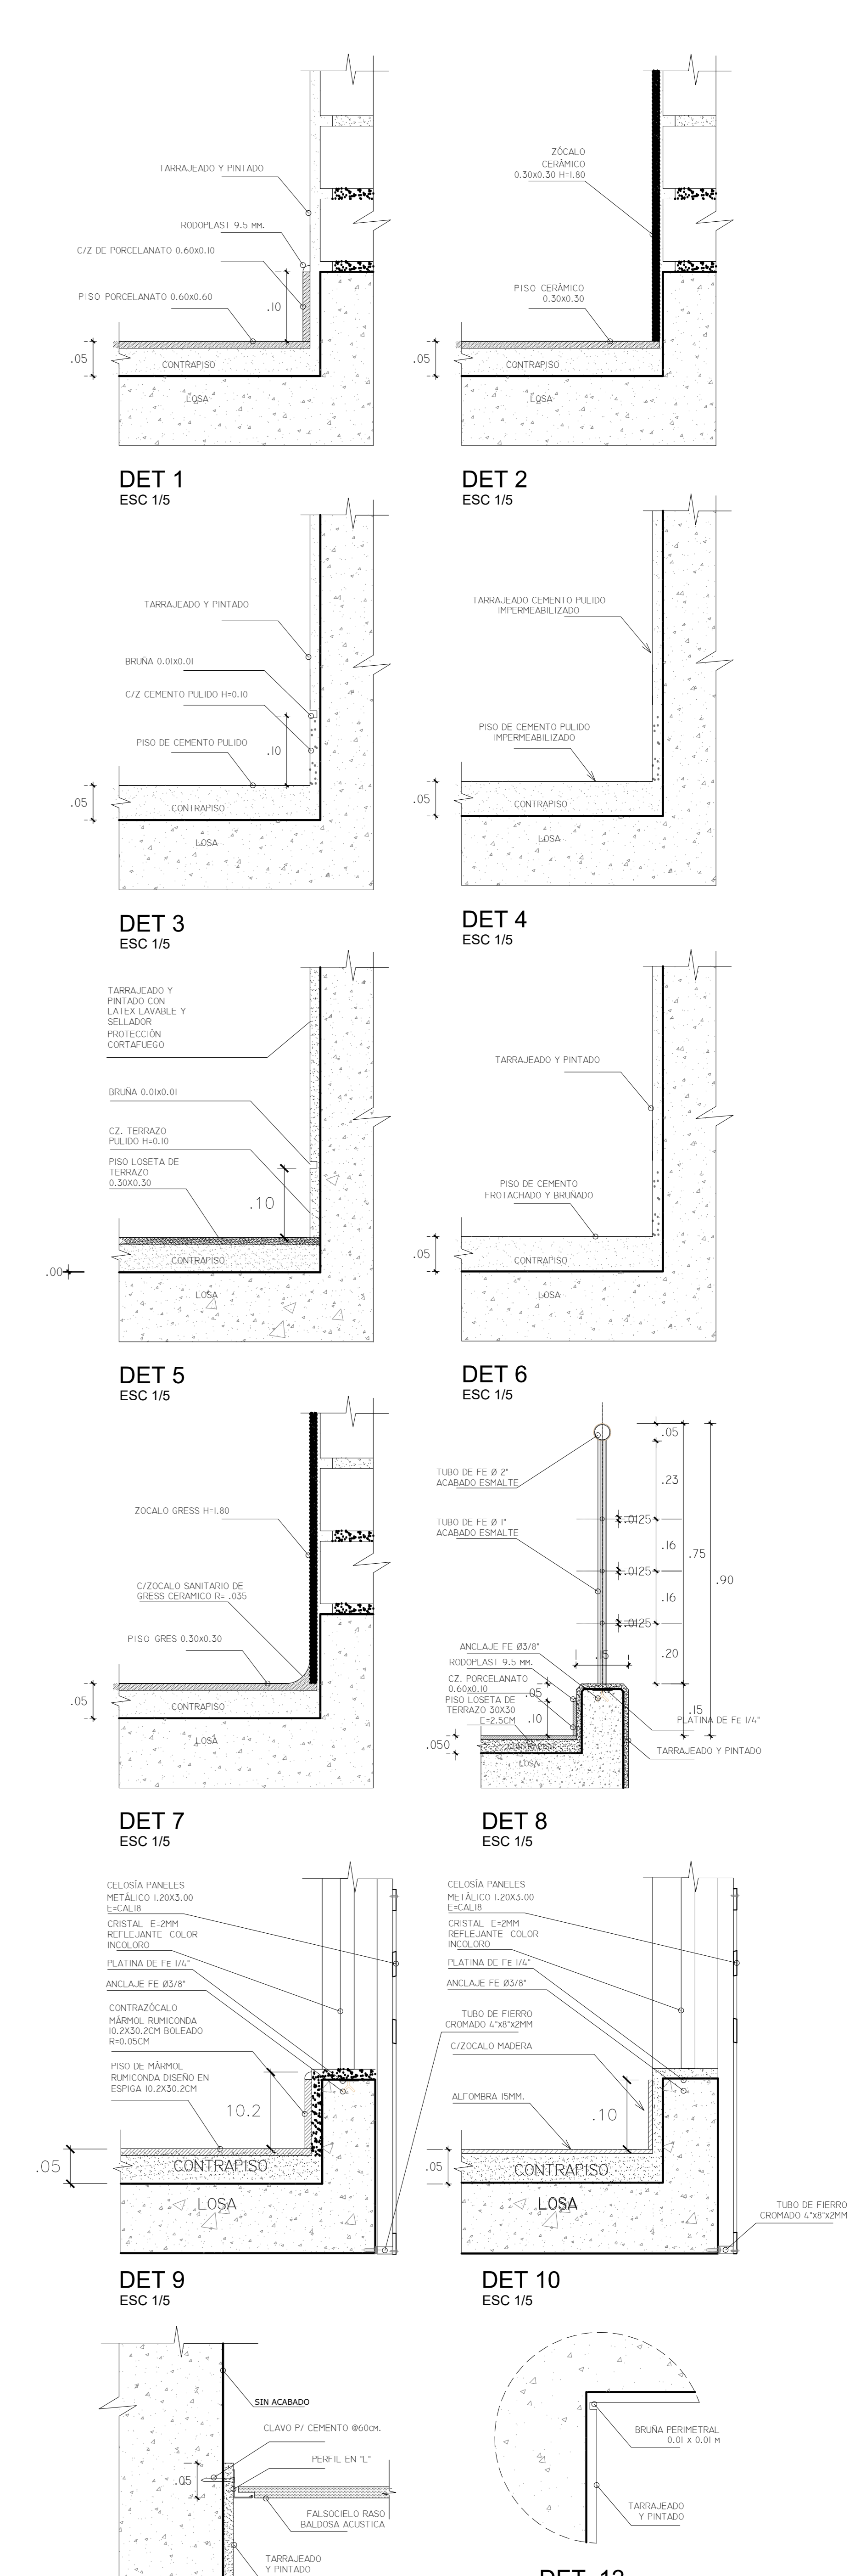 TARRAJEADO Y PINTADO
RODOPLAST 9.5 MM.
C/Z DE PORCELANATO 0.60x0.10
PISO PORCELANATO 0.60x0.60
.10
.05
CONTRAPISO
LOSA
DET 1
ESC 1/5
ZÓCALO
CERÁMICO
0.30x0.30 H=1.80
PISO CERÁMICO
0.30x0.30
.05
CONTRAPISO
LOSA
DET 2
ESC 1/5
TARRAJEADO Y PINTADO
BRUÑA 0.01x0.01
C/Z CEMENTO PULIDO H=0.10
PISO DE CEMENTO PULIDO
.10
.05
CONTRAPISO
LOSA
DET 3
ESC 1/5
TARRAJEADO CEMENTO PULIDO
IMPERMEABILIZADO
PISO DE CEMENTO PULIDO
IMPERMEABILIZADO
.05
CONTRAPISO
LOSA
DET 4
ESC 1/5
TARRAJEADO Y
PINTADO CON
LATEX LAVABLE Y
SELLADOR
PROTECCIÓN
CORTAFUEGO
BRUÑA 0.01x0.01
CZ. TERRAZO
PULIDO H=0.10
PISO LOSETA DE
TERRAZO
0.30X0.30
.10
.00
CONTRAPISO
LOSA
DET 5
ESC 1/5
TARRAJEADO Y PINTADO
PISO DE CEMENTO
FROTACHADO Y BRUÑADO
.05
CONTRAPISO
LOSA
DET 6
ESC 1/5
ZOCALO GRESS H=1.80
C/ZOCALO SANITARIO DE
GRESS CERAMICO R= .035
PISO GRES 0.30x0.30
.05
CONTRAPISO
LOSA
DET 7
ESC 1/5
TUBO DE FE Ø 2"
ACABADO ESMALTE
TUBO DE FE Ø 1"
ACABADO ESMALTE
.05
.23
.0125
.16
.75
.0125
.90
.16
.0125
.20
ANCLAJE FE Ø3/8"
.15
RODOPLAST 9.5 MM.
CZ. PORCELANATO
0.60x0.10
.05
PISO LOSETA DE
TERRAZO 30X30
E=2.5CM
.10
.15
PLATINA DE Fe 1/4"
.050
CONTRAPISO
TARRAJEADO Y PINTADO
LOSA
DET 8
ESC 1/5
CELOSÍA PANELES
METÁLICO 1.20X3.00
E=CAL18
CRISTAL E=2MM
REFLEJANTE COLOR
INCOLORO
PLATINA DE Fe 1/4"
ANCLAJE FE Ø3/8"
CONTRAZÓCALO
MÁRMOL RUMICONDA
10.2X30.2CM BOLEADO
R=0.05CM
PISO DE MÁRMOL
RUMICONDA DISEÑO EN
ESPIGA 10.2X30.2CM
10.2
.05
CONTRAPISO
LOSA
DET 9
ESC 1/5
CELOSÍA PANELES
METÁLICO 1.20X3.00
E=CAL18
CRISTAL E=2MM
REFLEJANTE COLOR
INCOLORO
PLATINA DE Fe 1/4"
ANCLAJE FE Ø3/8"
TUBO DE FIERRO
CROMADO 4"x8"x2MM
C/ZOCALO MADERA
ALFOMBRA 15MM.
.10
.05
CONTRAPISO
LOSA
TUBO DE FIERRO
CROMADO 4"x8"x2MM
DET 10
ESC 1/5
SIN ACABADO
CLAVO P/ CEMENTO @60CM.
PERFIL EN "L"
.05
FALSOCIELO RASO
BALDOSA ACUSTICA
TARRAJEADO
Y PINTADO
BRUÑA PERIMETRAL
0.01 X 0.01 M
TARRAJEADO
Y PINTADO